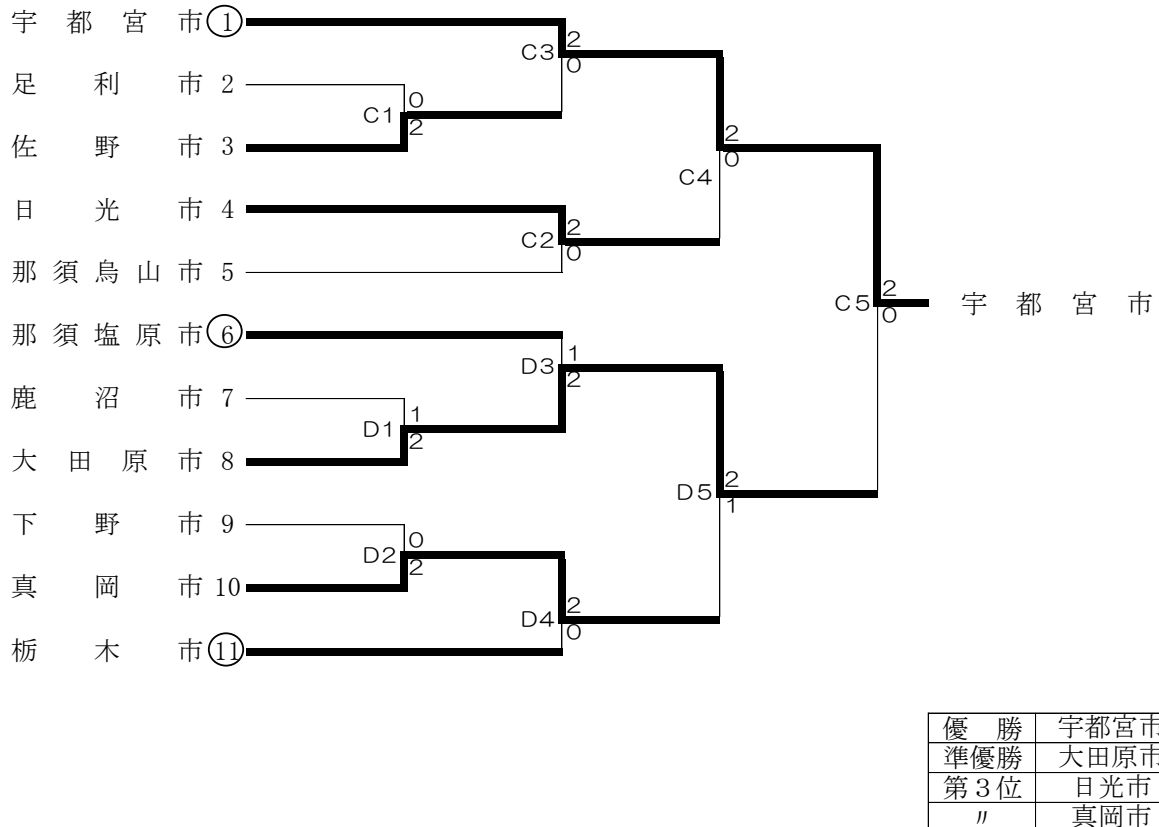 宇都宮市①
2
C3
0
足利市 2
0
C1
2
佐野市 3
2
0
C4
日光市 4
2
C2
0
那須烏山市 5
2
C5 宇都宮市
0
那須塩原市⑥
1
D3
2
鹿沼市 7
1
D1
2
大田原市 8
2
D5
1
下野市 9
0
D2
2
真岡市 10
2
D4
0
栃木市⑪
優勝 宇都宮市
準優勝 大田原市
第3位 日光市
〃 真岡市